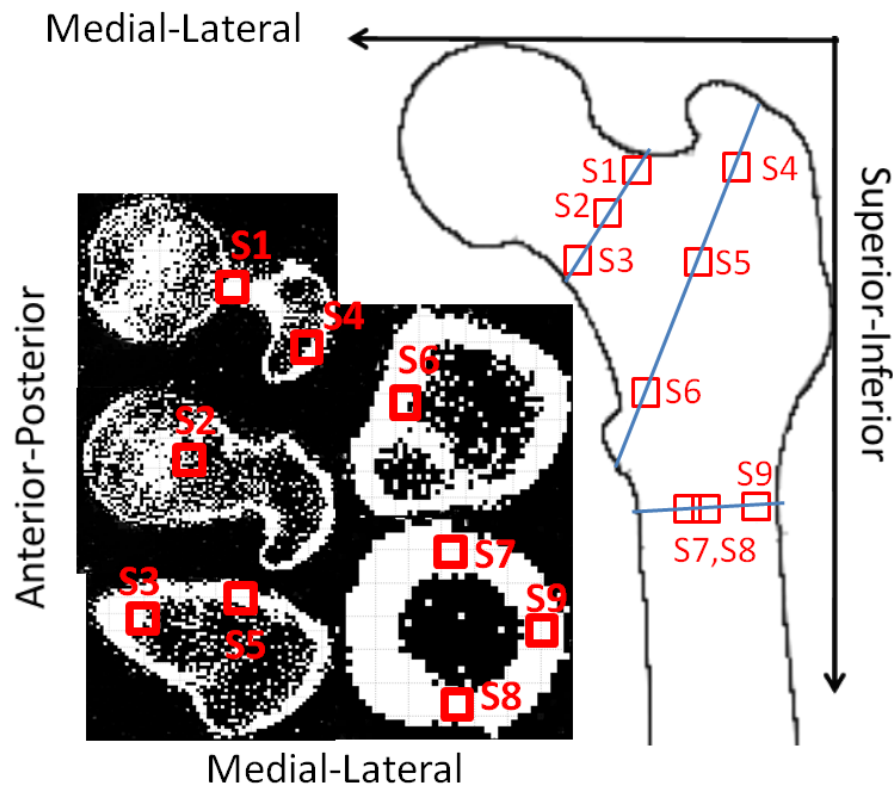 Medial-Lateral
S1
S4
S2
S3
S5
S6
S9
S7,S8
Superior-Inferior
Anterior-Posterior
S1
S4
S6
S2
S3
S5
S7
S9
S8
Medial-Lateral